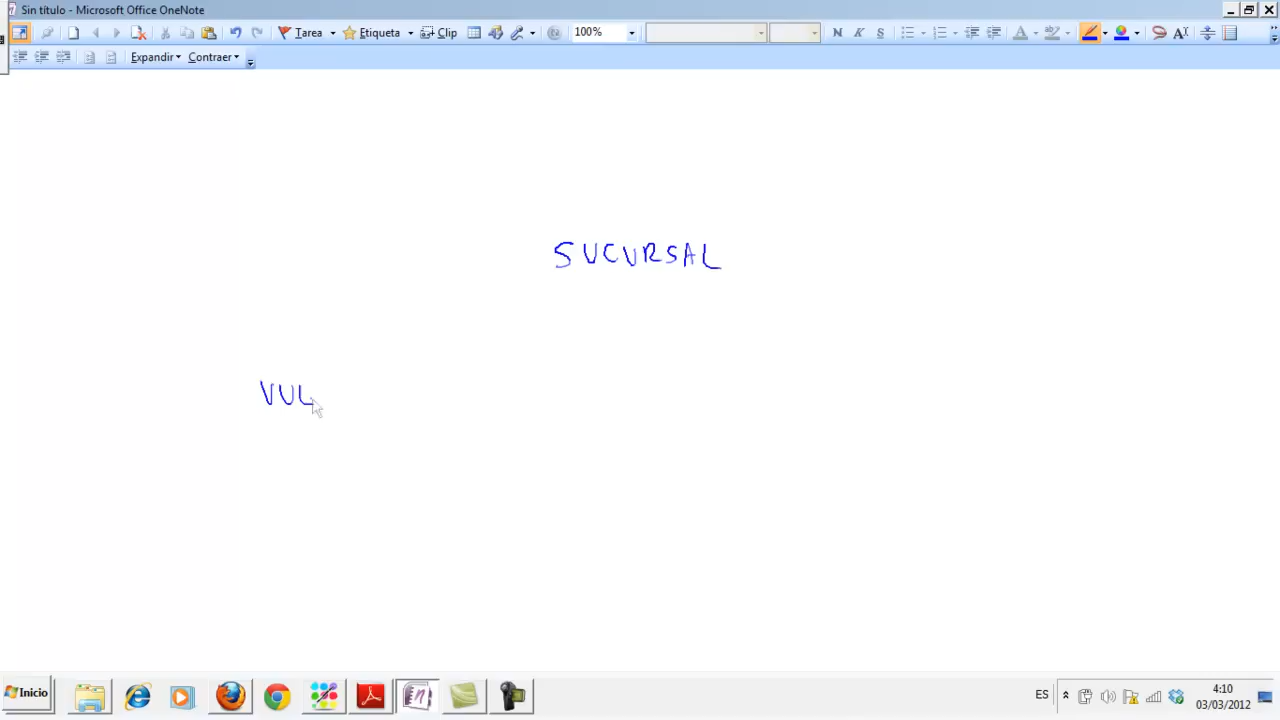 Sin título - Microsoft Office OneNote
Tarea Etiqueta Clip 100% N K S
Expandir Contraer
SUCURSAL
VUL
Inicio
ES
4:10
03/03/2012